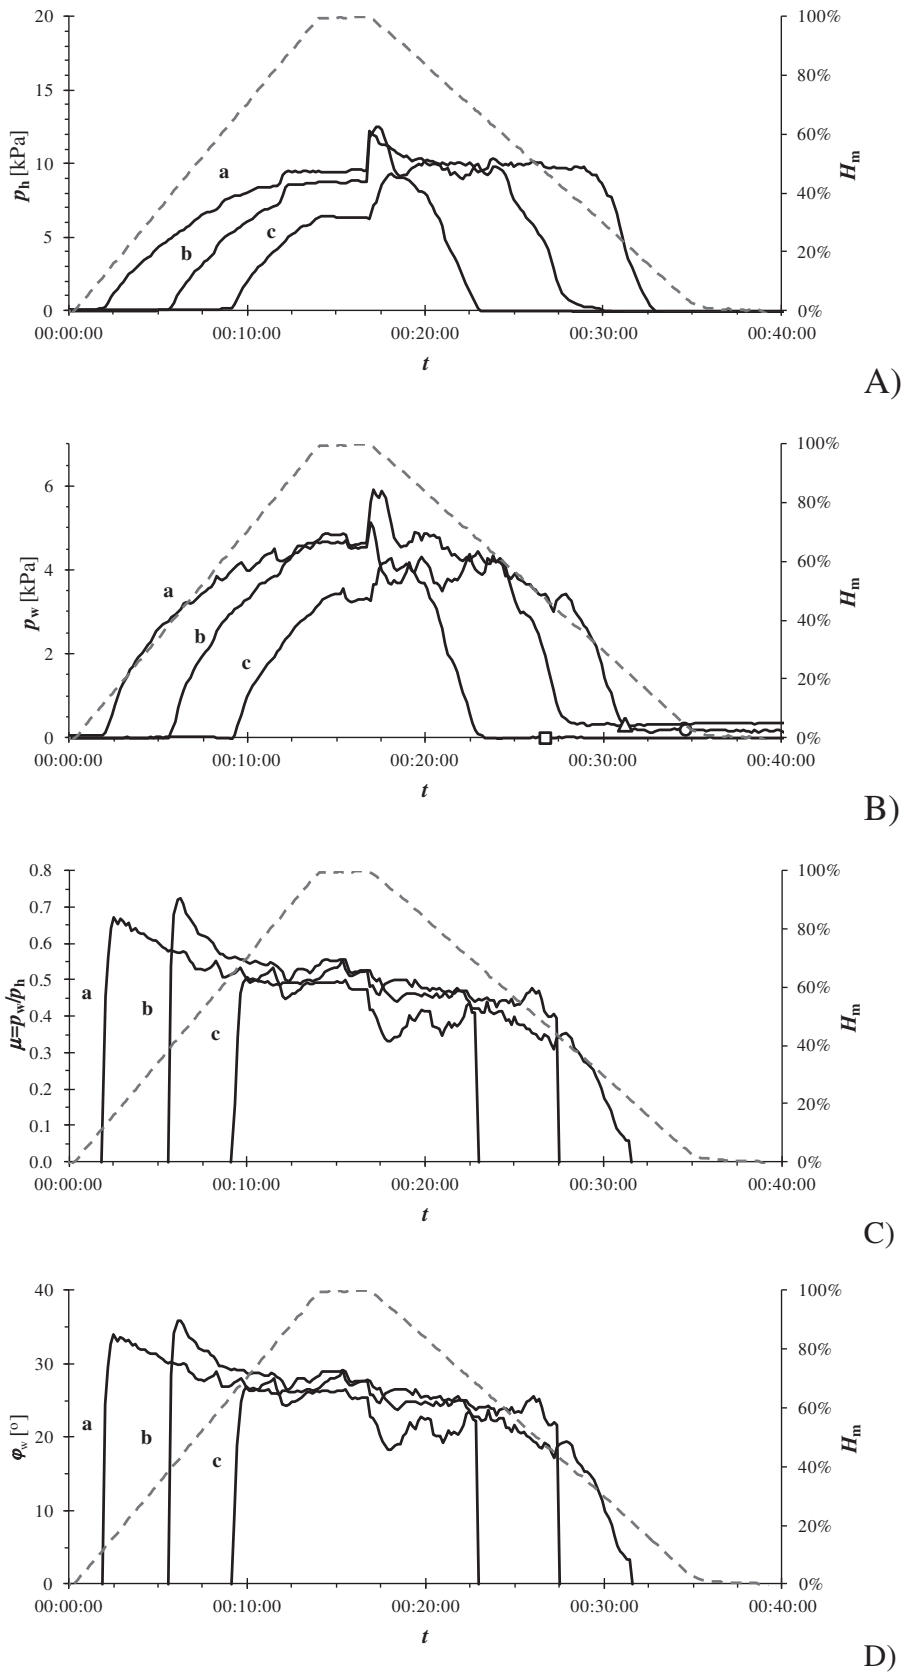 20
15
10
5
0
p_h [kPa]
a
b
c
100%
80%
60%
40%
20%
0%
H_m
00:00:00 00:10:00 00:20:00 00:30:00 00:40:00
t
A)
6
4
2
0
p_w [kPa]
a
b
c
100%
80%
60%
40%
20%
0%
H_m
00:00:00 00:10:00 00:20:00 00:30:00 00:40:00
t
B)
0.8
0.7
0.6
0.5
0.4
0.3
0.2
0.1
0.0
μ=p_w/p_h
a
b
c
100%
80%
60%
40%
20%
0%
H_m
00:00:00 00:10:00 00:20:00 00:30:00 00:40:00
t
C)
40
30
20
10
0
φ_w [º]
a
b
c
100%
80%
60%
40%
20%
0%
H_m
00:00:00 00:10:00 00:20:00 00:30:00 00:40:00
t
D)